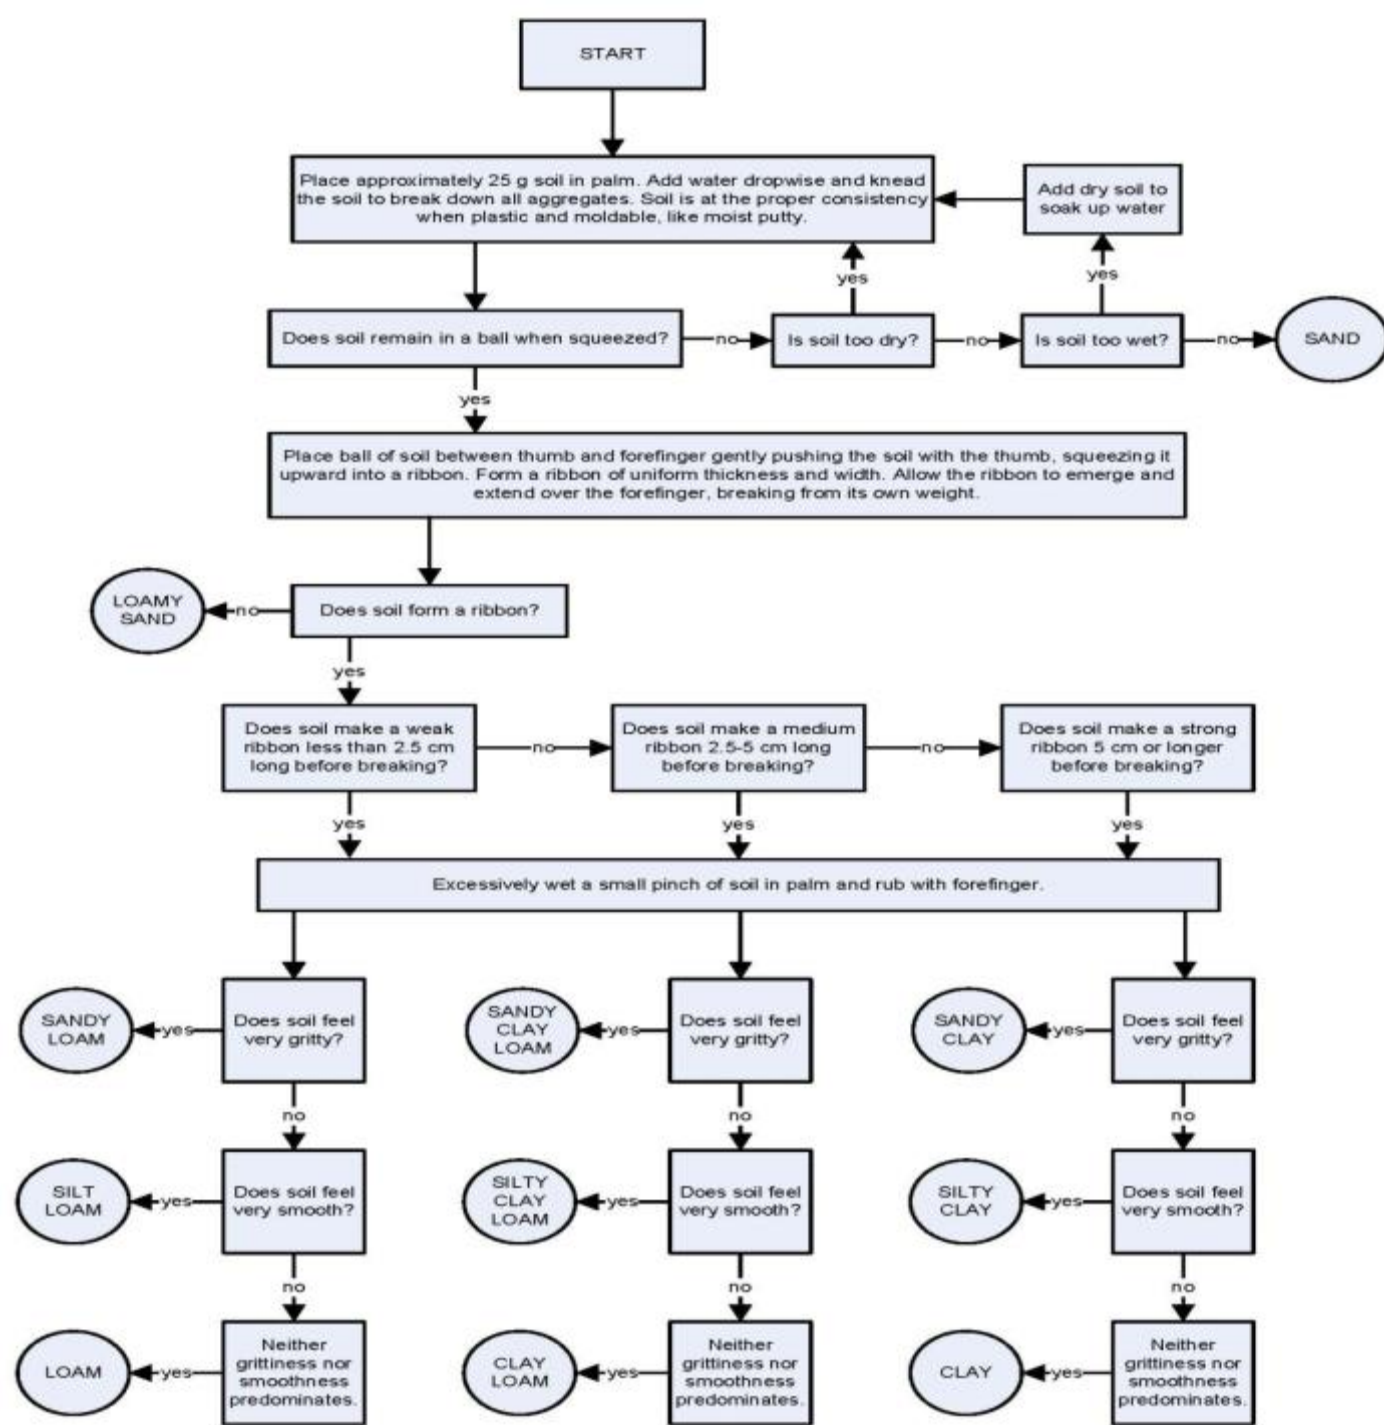 START
Place approximately 25 g soil in palm. Add water dropwise and knead
the soil to break down all aggregates. Soil is at the proper consistency
when plastic and moldable, like moist putty.
Add dry soil to
soak up water
yes
yes
Does soil remain in a ball when squeezed?
no
Is soil too dry?
no
Is soil too wet?
no
SAND
yes
Place ball of soil between thumb and forefinger gently pushing the soil with the thumb, squeezing it
upward into a ribbon. Form a ribbon of uniform thickness and width. Allow the ribbon to emerge and
extend over the forefinger, breaking from its own weight.
LOAMY
SAND
no
Does soil form a ribbon?
yes
Does soil make a weak
ribbon less than 2.5 cm
long before breaking?
no
Does soil make a medium
ribbon 2.5-5 cm long
before breaking?
no
Does soil make a strong
ribbon 5 cm or longer
before breaking?
yes
yes
yes
Excessively wet a small pinch of soil in palm and rub with forefinger.
SANDY
LOAM
yes
Does soil feel
very gritty?
SANDY
CLAY
LOAM
yes
Does soil feel
very gritty?
SANDY
CLAY
yes
Does soil feel
very gritty?
no
no
no
SILT
LOAM
yes
Does soil feel
very smooth?
SILTY
CLAY
LOAM
yes
Does soil feel
very smooth?
SILTY
CLAY
yes
Does soil feel
very smooth?
no
no
no
LOAM
yes
Neither
grittiness nor
smoothness
predominates.
CLAY
LOAM
yes
Neither
grittiness nor
smoothness
predominates.
CLAY
yes
Neither
grittiness nor
smoothness
predominates.